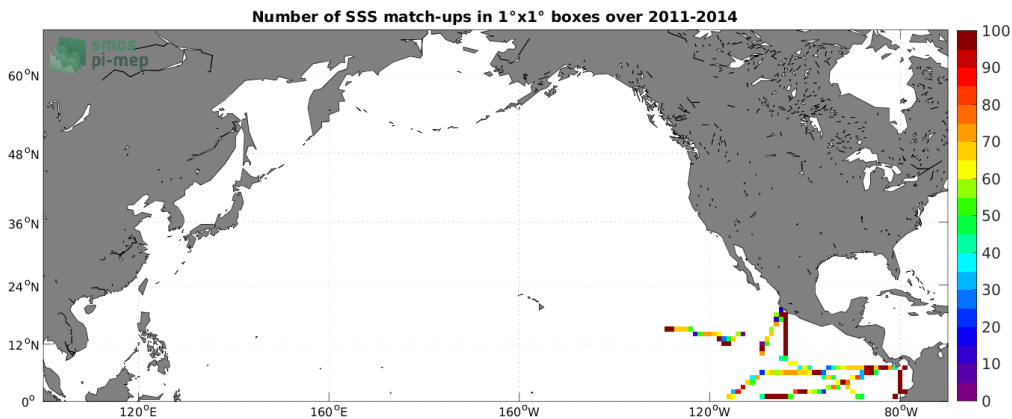 Number of SSS match-ups in 1°x1° boxes over 2011-2014
smos
pi-mep
60°N
48°N
36°N
24°N
12°N
0°
120°E
160°E
160°W
120°W
80°W
100
90
80
70
60
50
40
30
20
10
0